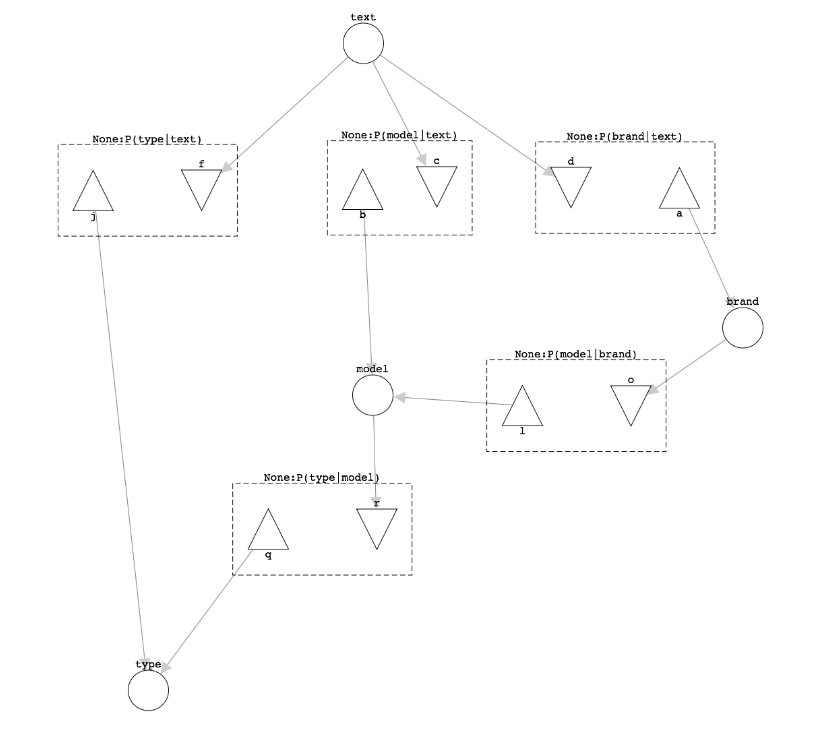 text
None:P(type|text)
None:P(model|text)
None:P(brand|text)
f
c
d
j
b
a
brand
None:P(model|brand)
model
o
l
None:P(type|model)
r
q
type